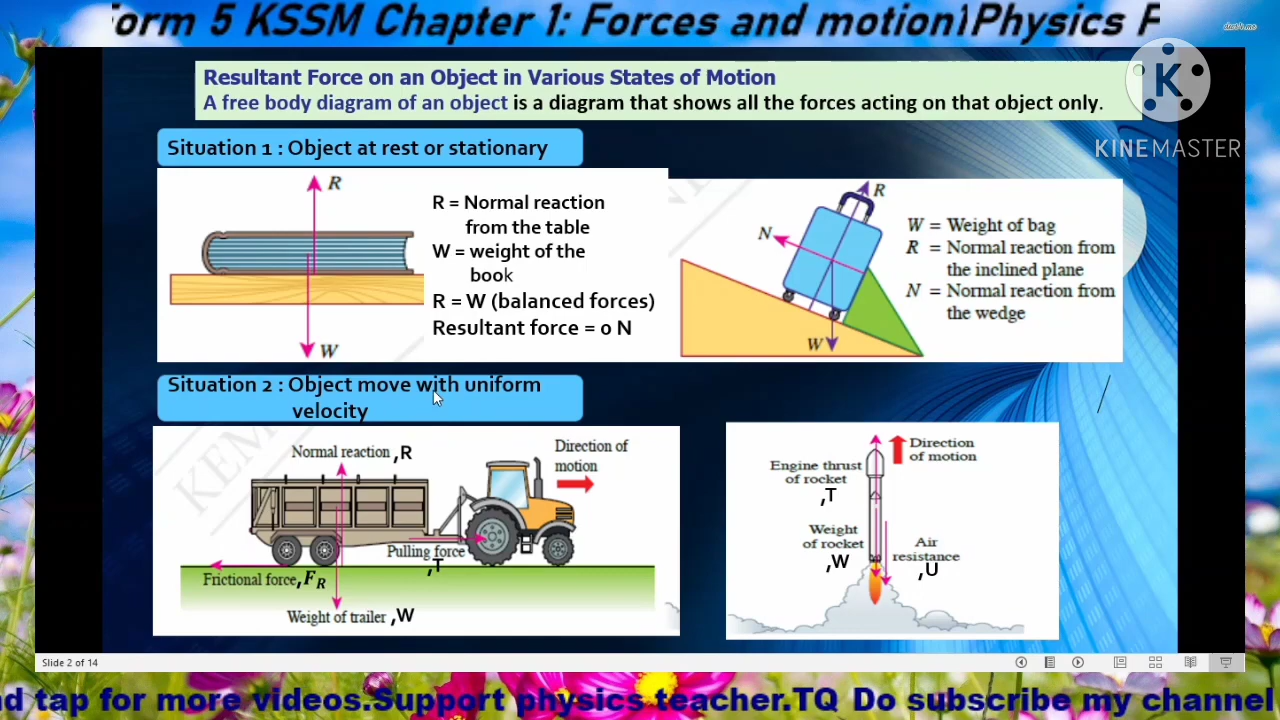 orm 5 KSSM Chapter 1: Forces and motion1Physics F
K
KINEMASTER
Resultant Force on an Object in Various States of Motion
A free body diagram of an object is a diagram that shows all the forces acting on that object only.
Situation 1 : Object at rest or stationary
R
W
R = Normal reaction
from the table
W = weight of the
book
R = W (balanced forces)
Resultant force = 0 N
R
N
W
W = Weight of bag
R = Normal reaction from
the inclined plane
N = Normal reaction from
the wedge
Situation 2 : Object move with uniform
velocity
Normal reaction ,R
Direction of
motion
Pulling force
,T
Frictional force, FR
Weight of trailer ,W
Direction
of motion
Engine thrust
of rocket
,T
Weight
of rocket
,W
Air
resistance
,U
Slide 2 of 14
nd tap for more videos.Support physics teacher.TQ Do subscribe my channel